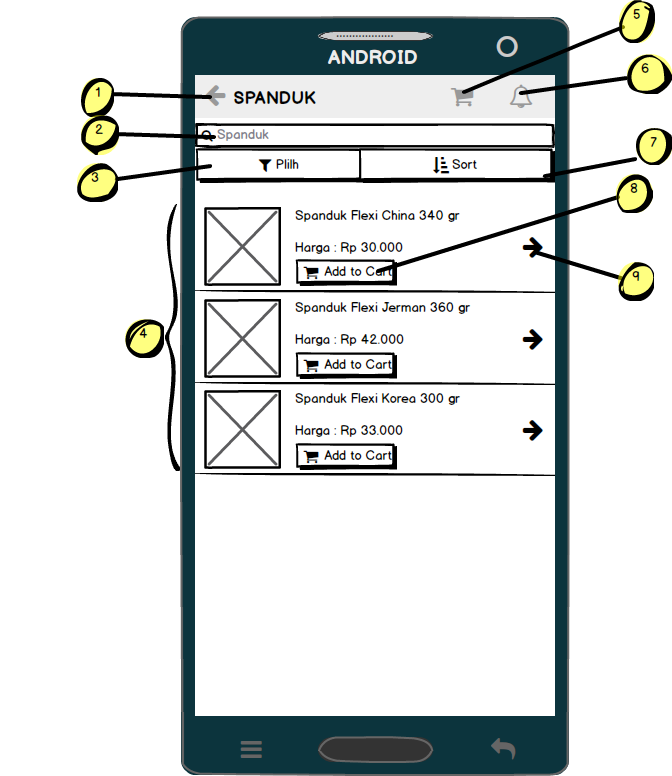 5
ANDROID
6
1
SPANDUK
2
Spanduk
7
3
Plilh
Sort
8
Spanduk Flexi China 340 gr
Harga : Rp 30.000
Add to Cart
9
Spanduk Flexi Jerman 360 gr
4
Harga : Rp 42.000
Add to Cart
Spanduk Flexi Korea 300 gr
Harga : Rp 33.000
Add to Cart